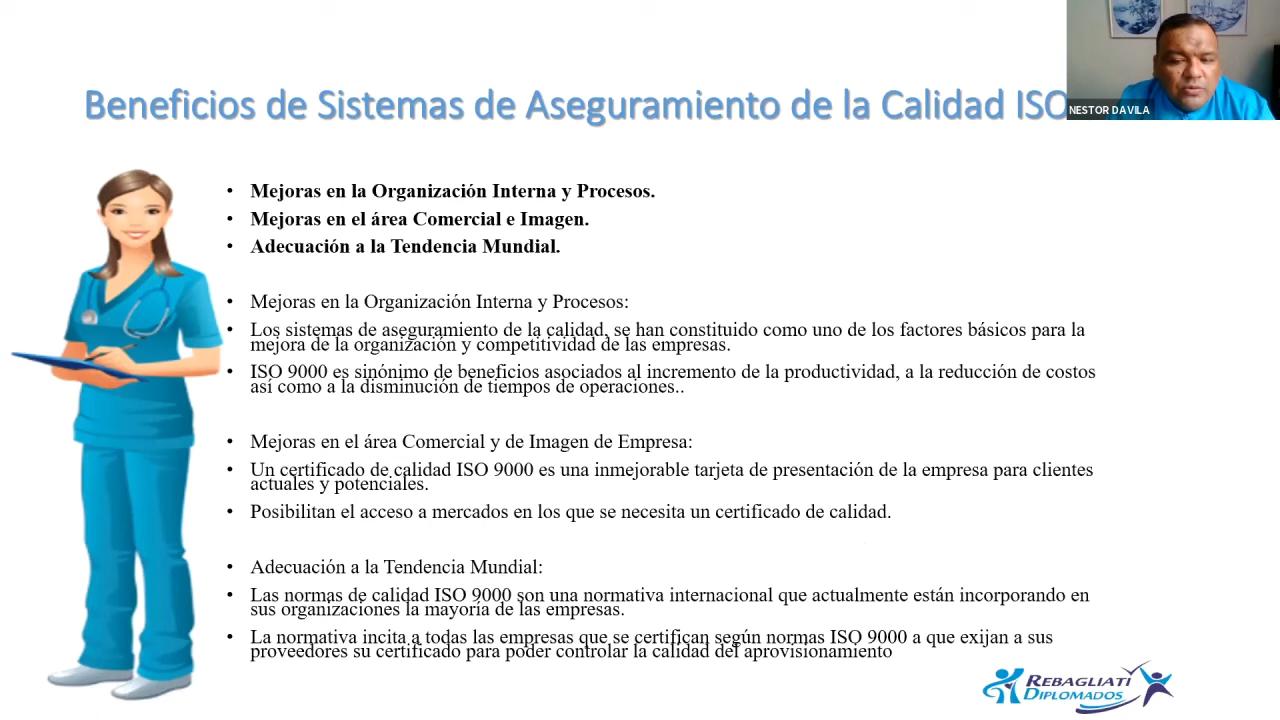 Beneficios de Sistemas de Aseguramiento de la Calidad ISO
NESTOR DAVILA
• Mejoras en la Organización Interna y Procesos.
• Mejoras en el área Comercial e Imagen.
• Adecuación a la Tendencia Mundial.
• Mejoras en la Organización Interna y Procesos:
• Los sistemas de aseguramiento de la calidad, se han constituido como uno de los factores básicos para la
mejora de la organización y competitividad de las empresas.
• ISO 9000 es sinónimo de beneficios asociados al incremento de la productividad, a la reducción de costos
así como a la disminución de tiempos de operaciones..
• Mejoras en el área Comercial y de Imagen de Empresa:
• Un certificado de calidad ISO 9000 es una inmejorable tarjeta de presentación de la empresa para clientes
actuales y potenciales.
• Posibilitan el acceso a mercados en los que se necesita un certificado de calidad.
• Adecuación a la Tendencia Mundial:
• Las normas de calidad ISO 9000 son una normativa internacional que actualmente están incorporando en
sus organizaciones la mayoría de las empresas.
• La normativa incita a todas las empresas que se certifican según normas ISO 9000 a que exijan a sus
proveedores su certificado para poder controlar la calidad del aprovisionamiento
REBAGLIATI
DIPLOMADOS